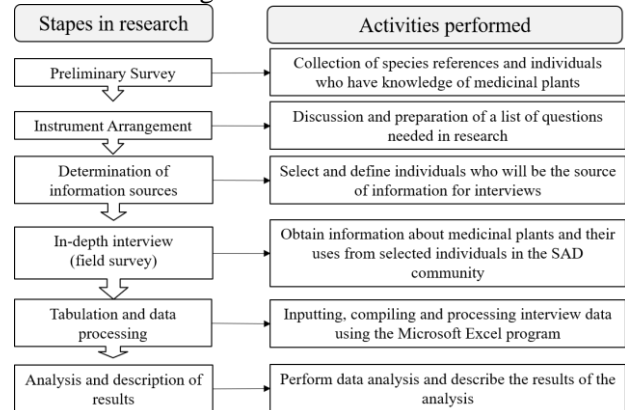 Stapes in research
Activities performed
Preliminary Survey
Collection of species references and individuals
who have knowledge of medicinal plants
Instrument Arrangement
Discussion and preparation of a list of questions
needed in research
Determination of
information sources
Select and define individuals who will be the source
of information for interviews
In-depth interview
(field survey)
Obtain information about medicinal plants and their
uses from selected individuals in the SAD
community
Tabulation and data
processing
Inputting, compiling and processing interview data
using the Microsoft Excel program
Analysis and description of
results
Perform data analysis and describe the results of the
analysis